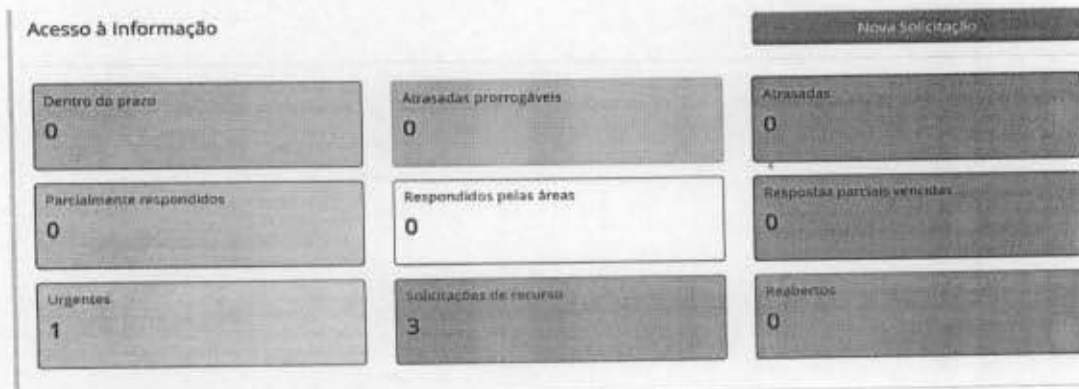 Acesso à Informação
Nova Solicitação
Dentro do prazo
0
Atrasadas prorrogáveis
0
Atrasadas
0
Parcialmente respondidos
0
Respondidos pelas áreas
0
Respostas parciais vencidas
0
Urgentes
1
Solicitações de recurso
3
Reabertos
0